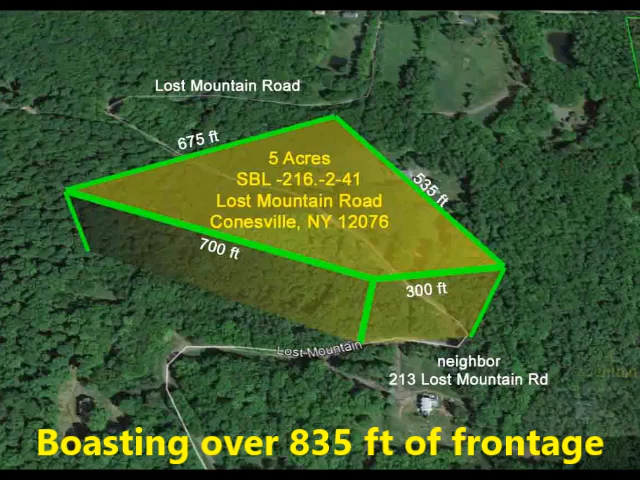 Lost Mountain Road
675 ft
5 Acres
SBL -216.-2-41
Lost Mountain Road
Conesville, NY 12076
535 ft
700 ft
300 ft
Lost Mountain
neighbor
213 Lost Mountain Rd
Boasting over 835 ft of frontage